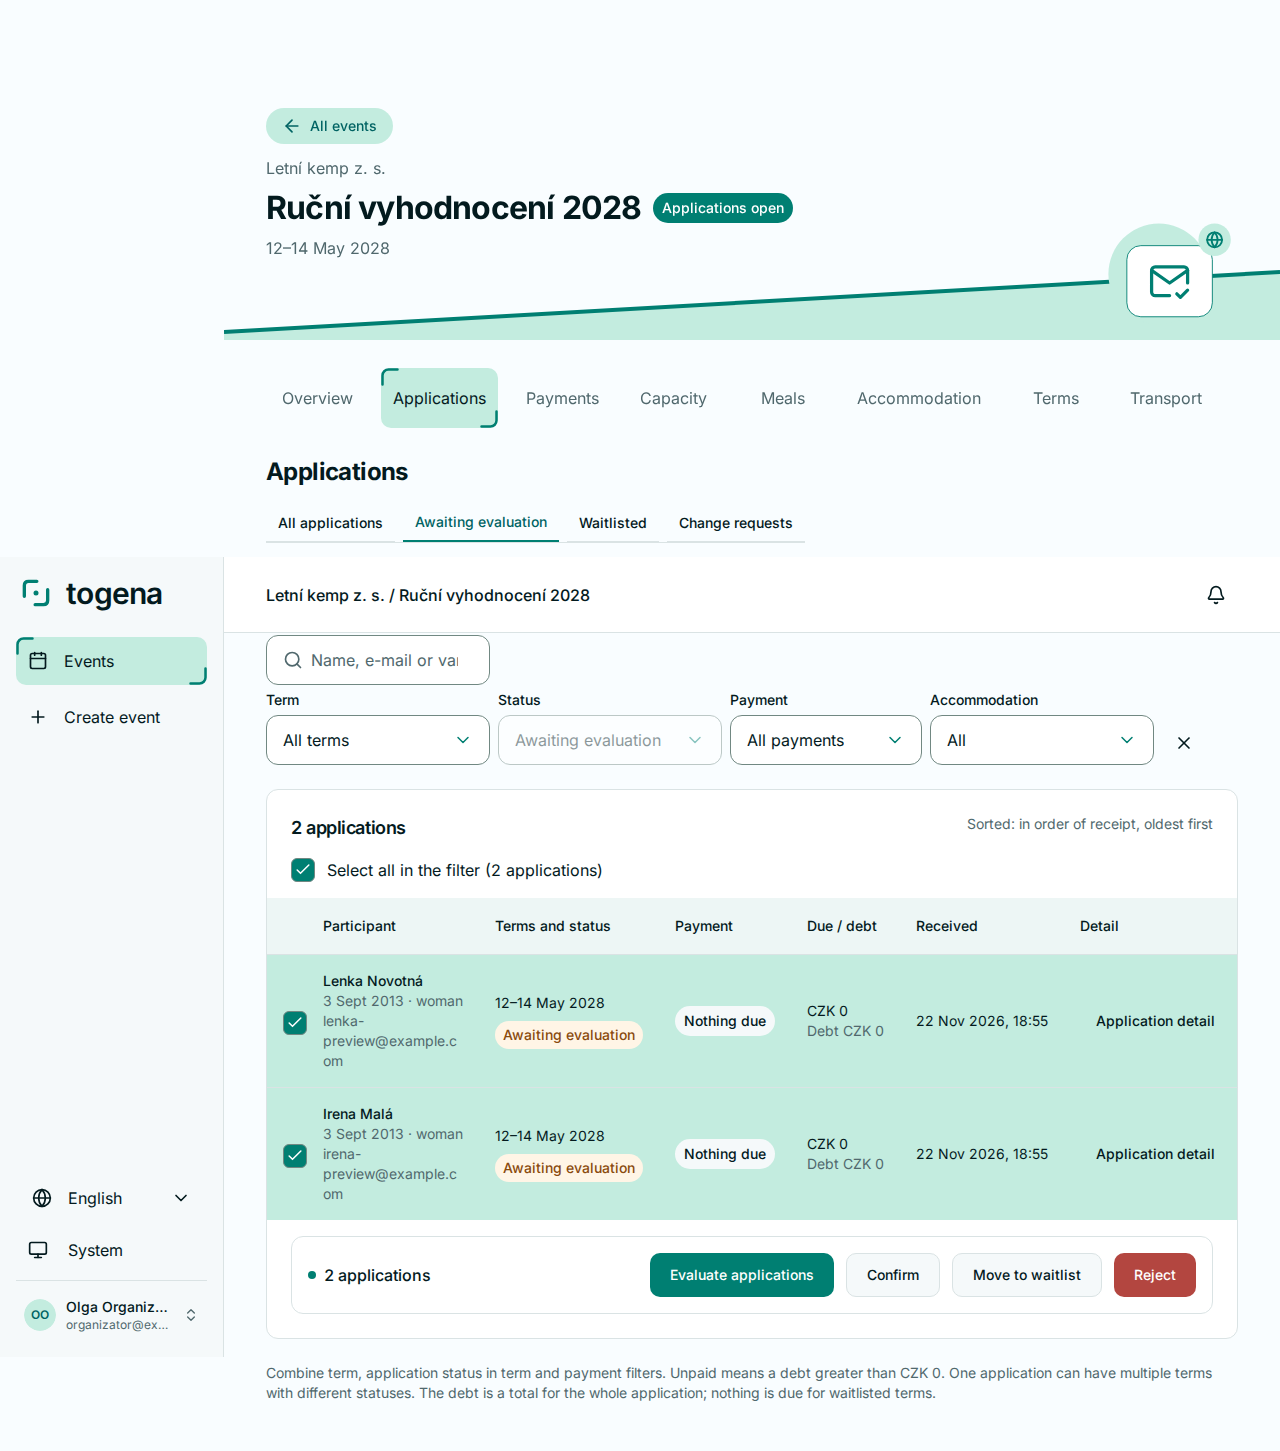 All events
Letní kemp z. s.
Ruční vyhodnocení 2028 Applications open
12–14 May 2028
Overview Applications Payments Capacity Meals Accommodation Terms Transport
Applications
All applications Awaiting evaluation Waitlisted Change requests
togena
Letní kemp z. s. / Ruční vyhodnocení 2028
Events
Create event
Name, e-mail or var
Term Status Payment Accommodation
All terms Awaiting evaluation All payments All
2 applications Sorted: in order of receipt, oldest first
Select all in the filter (2 applications)
Participant Terms and status Payment Due / debt Received Detail
Lenka Novotná
3 Sept 2013 · woman
lenka-
preview@example.c
om
12–14 May 2028
Awaiting evaluation
Nothing due
CZK 0
Debt CZK 0
22 Nov 2026, 18:55
Application detail
Irena Malá
3 Sept 2013 · woman
irena-
preview@example.c
om
12–14 May 2028
Awaiting evaluation
Nothing due
CZK 0
Debt CZK 0
22 Nov 2026, 18:55
Application detail
2 applications Evaluate applications Confirm Move to waitlist Reject
English
System
OO
Olga Organiz...
organizator@ex...
Combine term, application status in term and payment filters. Unpaid means a debt greater than CZK 0. One application can have multiple terms
with different statuses. The debt is a total for the whole application; nothing is due for waitlisted terms.